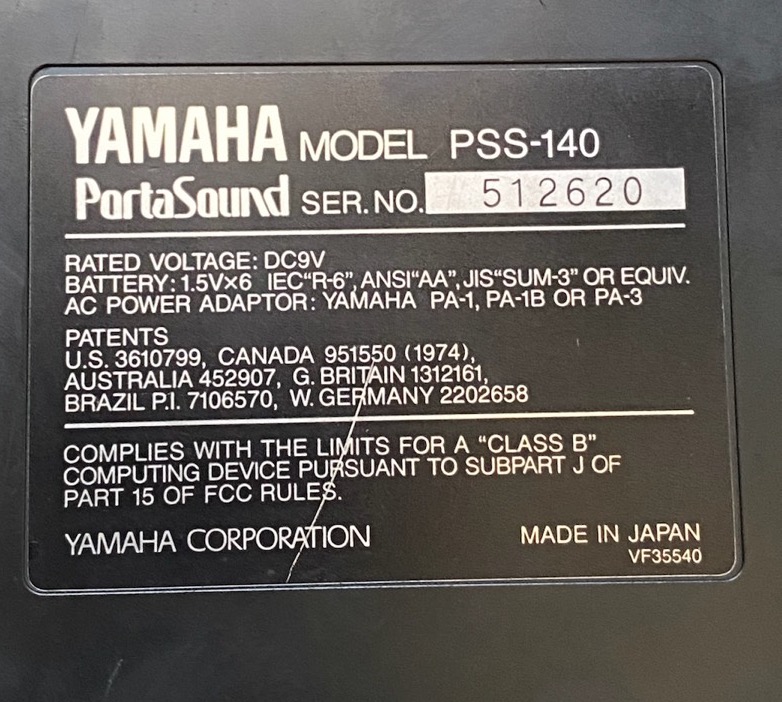 YAMAHA MODEL PSS-140
PortaSound SER. NO. 512620
RATED VOLTAGE: DC9V
BATTERY: 1.5V×6 IEC“R-6”, ANSI“AA”, JIS“SUM-3” OR EQUIV.
AC POWER ADAPTOR: YAMAHA PA-1, PA-1B OR PA-3
PATENTS
U.S. 3610799, CANADA 951550 (1974),
AUSTRALIA 452907, G. BRITAIN 1312161,
BRAZIL P.I. 7106570, W. GERMANY 2202658
COMPLIES WITH THE LIMITS FOR A “CLASS B”
COMPUTING DEVICE PURSUANT TO SUBPART J OF
PART 15 OF FCC RULES.
YAMAHA CORPORATION MADE IN JAPAN
VF35540